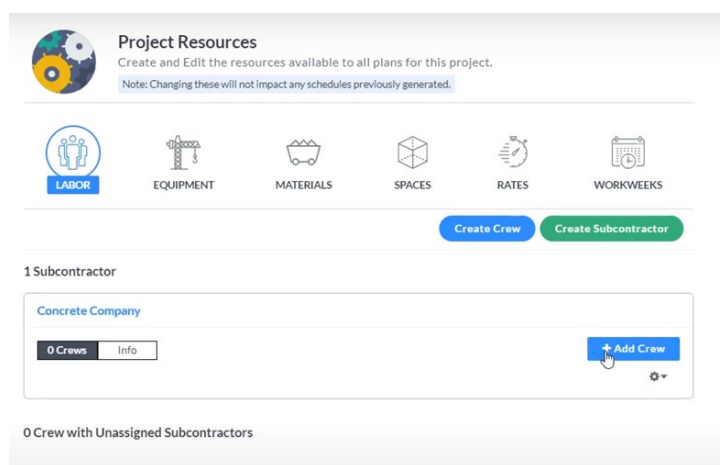 Project Resources
Create and Edit the resources available to all plans for this project.
Note: Changing these will not impact any schedules previously generated.
LABOR
EQUIPMENT
MATERIALS
SPACES
RATES
WORKWEEKS
Create Crew
Create Subcontractor
1 Subcontractor
Concrete Company
0 Crews
Info
+ Add Crew
0 Crew with Unassigned Subcontractors